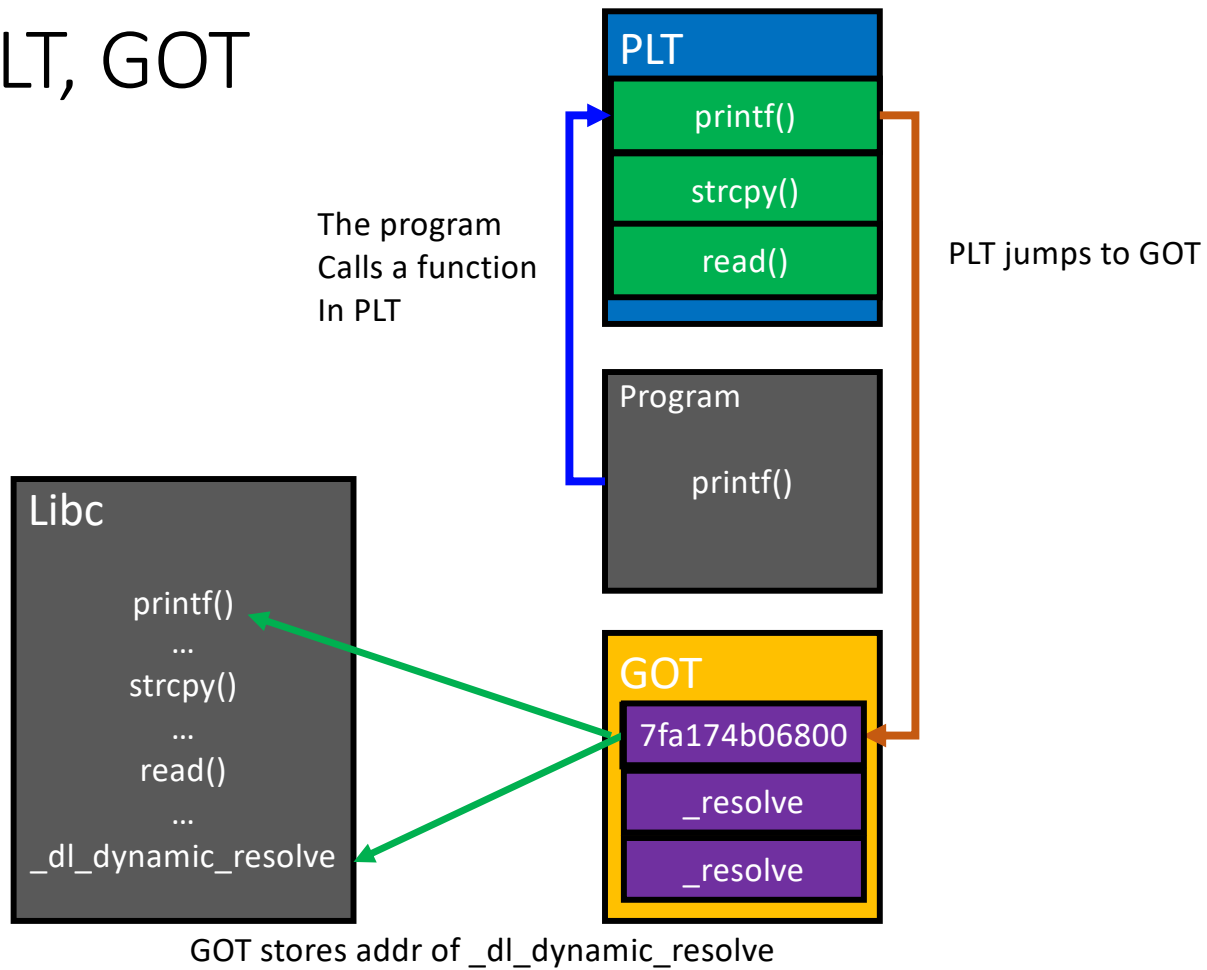 LT, GOT
PLT
printf()
strcpy()
read()
The program
Calls a function
In PLT
PLT jumps to GOT
Program
printf()
Libc
printf()
...
strcpy()
...
read()
...
_dl_dynamic_resolve
GOT
7fa174b06800
_resolve
_resolve
GOT stores addr of _dl_dynamic_resolve